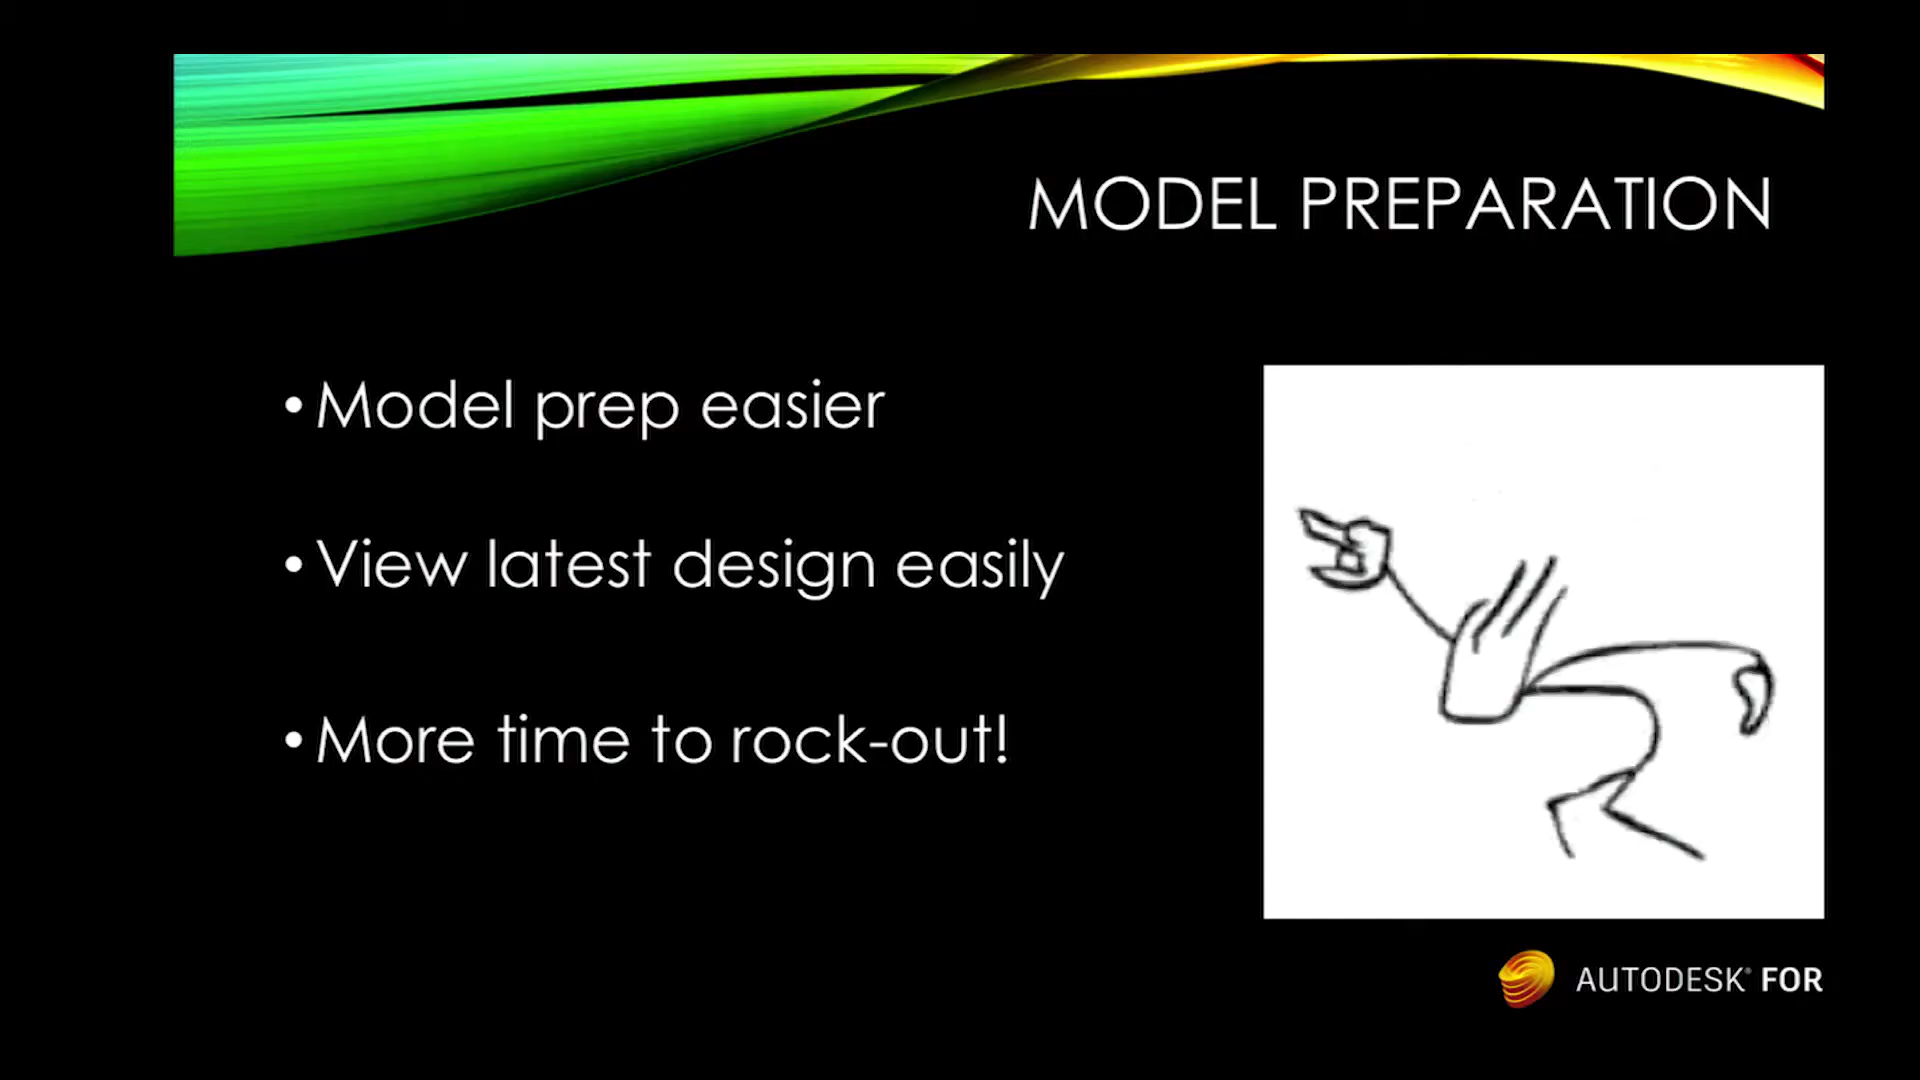 MODEL PREPARATION
• Model prep easier
• View latest design easily
• More time to rock-out!
AUTODESK® FOR